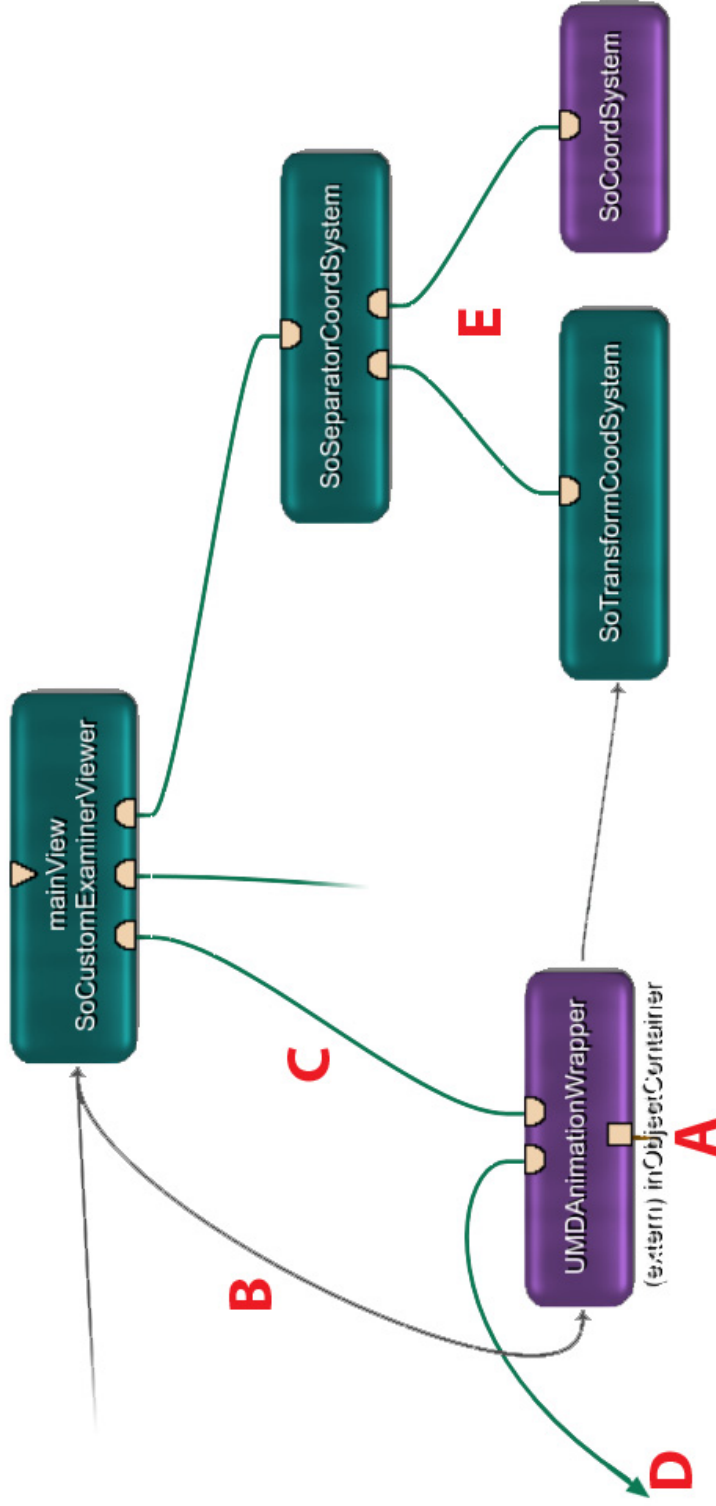 mainView
SoCustomExaminerViewer
SoSeparatorCoordSystem
C
B
E
UMDAnimationWrapper
SoTransformCoodSystem
SoCoordSystem
(extern) inObjectContainer
D
A